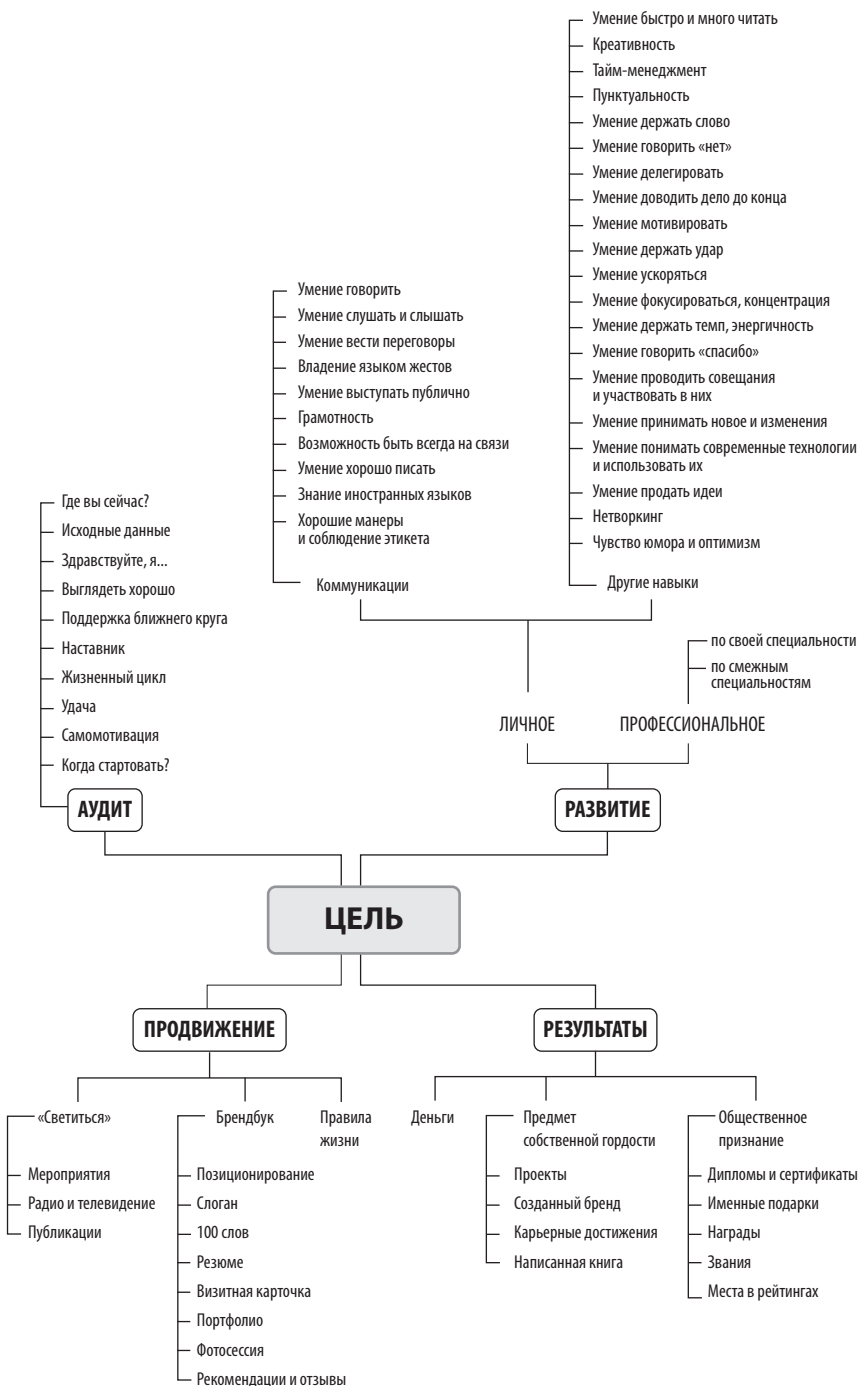 Умение быстро и много читать
Креативность
Тайм-менеджмент
Пунктуальность
Умение держать слово
Умение говорить «нет»
Умение делегировать
Умение доводить дело до конца
Умение мотивировать
Умение держать удар
Умение ускоряться
Умение фокусироваться, концентрация
Умение держать темп, энергичность
Умение говорить «спасибо»
Умение проводить совещания
и участвовать в них
Умение принимать новое и изменения
Умение понимать современные технологии
и использовать их
Умение продать идеи
Нетворкинг
Чувство юмора и оптимизм
Другие навыки
Умение говорить
Умение слушать и слышать
Умение вести переговоры
Владение языком жестов
Умение выступать публично
Грамотность
Возможность быть всегда на связи
Умение хорошо писать
Знание иностранных языков
Хорошие манеры
и соблюдение этикета
Коммуникации
Где вы сейчас?
Исходные данные
Здравствуйте, я...
Выглядеть хорошо
Поддержка ближнего круга
Наставник
Жизненный цикл
Удача
Самомотивация
Когда стартовать?
АУДИТ
по своей специальности
по смежным
специальностям
ЛИЧНОЕ
ПРОФЕССИОНАЛЬНОЕ
РАЗВИТИЕ
ЦЕЛЬ
ПРОДВИЖЕНИЕ
РЕЗУЛЬТАТЫ
«Светиться»
Мероприятия
Радио и телевидение
Публикации
Брендбук
Позиционирование
Слоган
100 слов
Резюме
Визитная карточка
Портфолио
Фотосессия
Рекомендации и отзывы
Правила
жизни
Деньги
Предмет
собственной гордости
Проекты
Созданный бренд
Карьерные достижения
Написанная книга
Общественное
признание
Дипломы и сертификаты
Именные подарки
Награды
Звания
Места в рейтингах